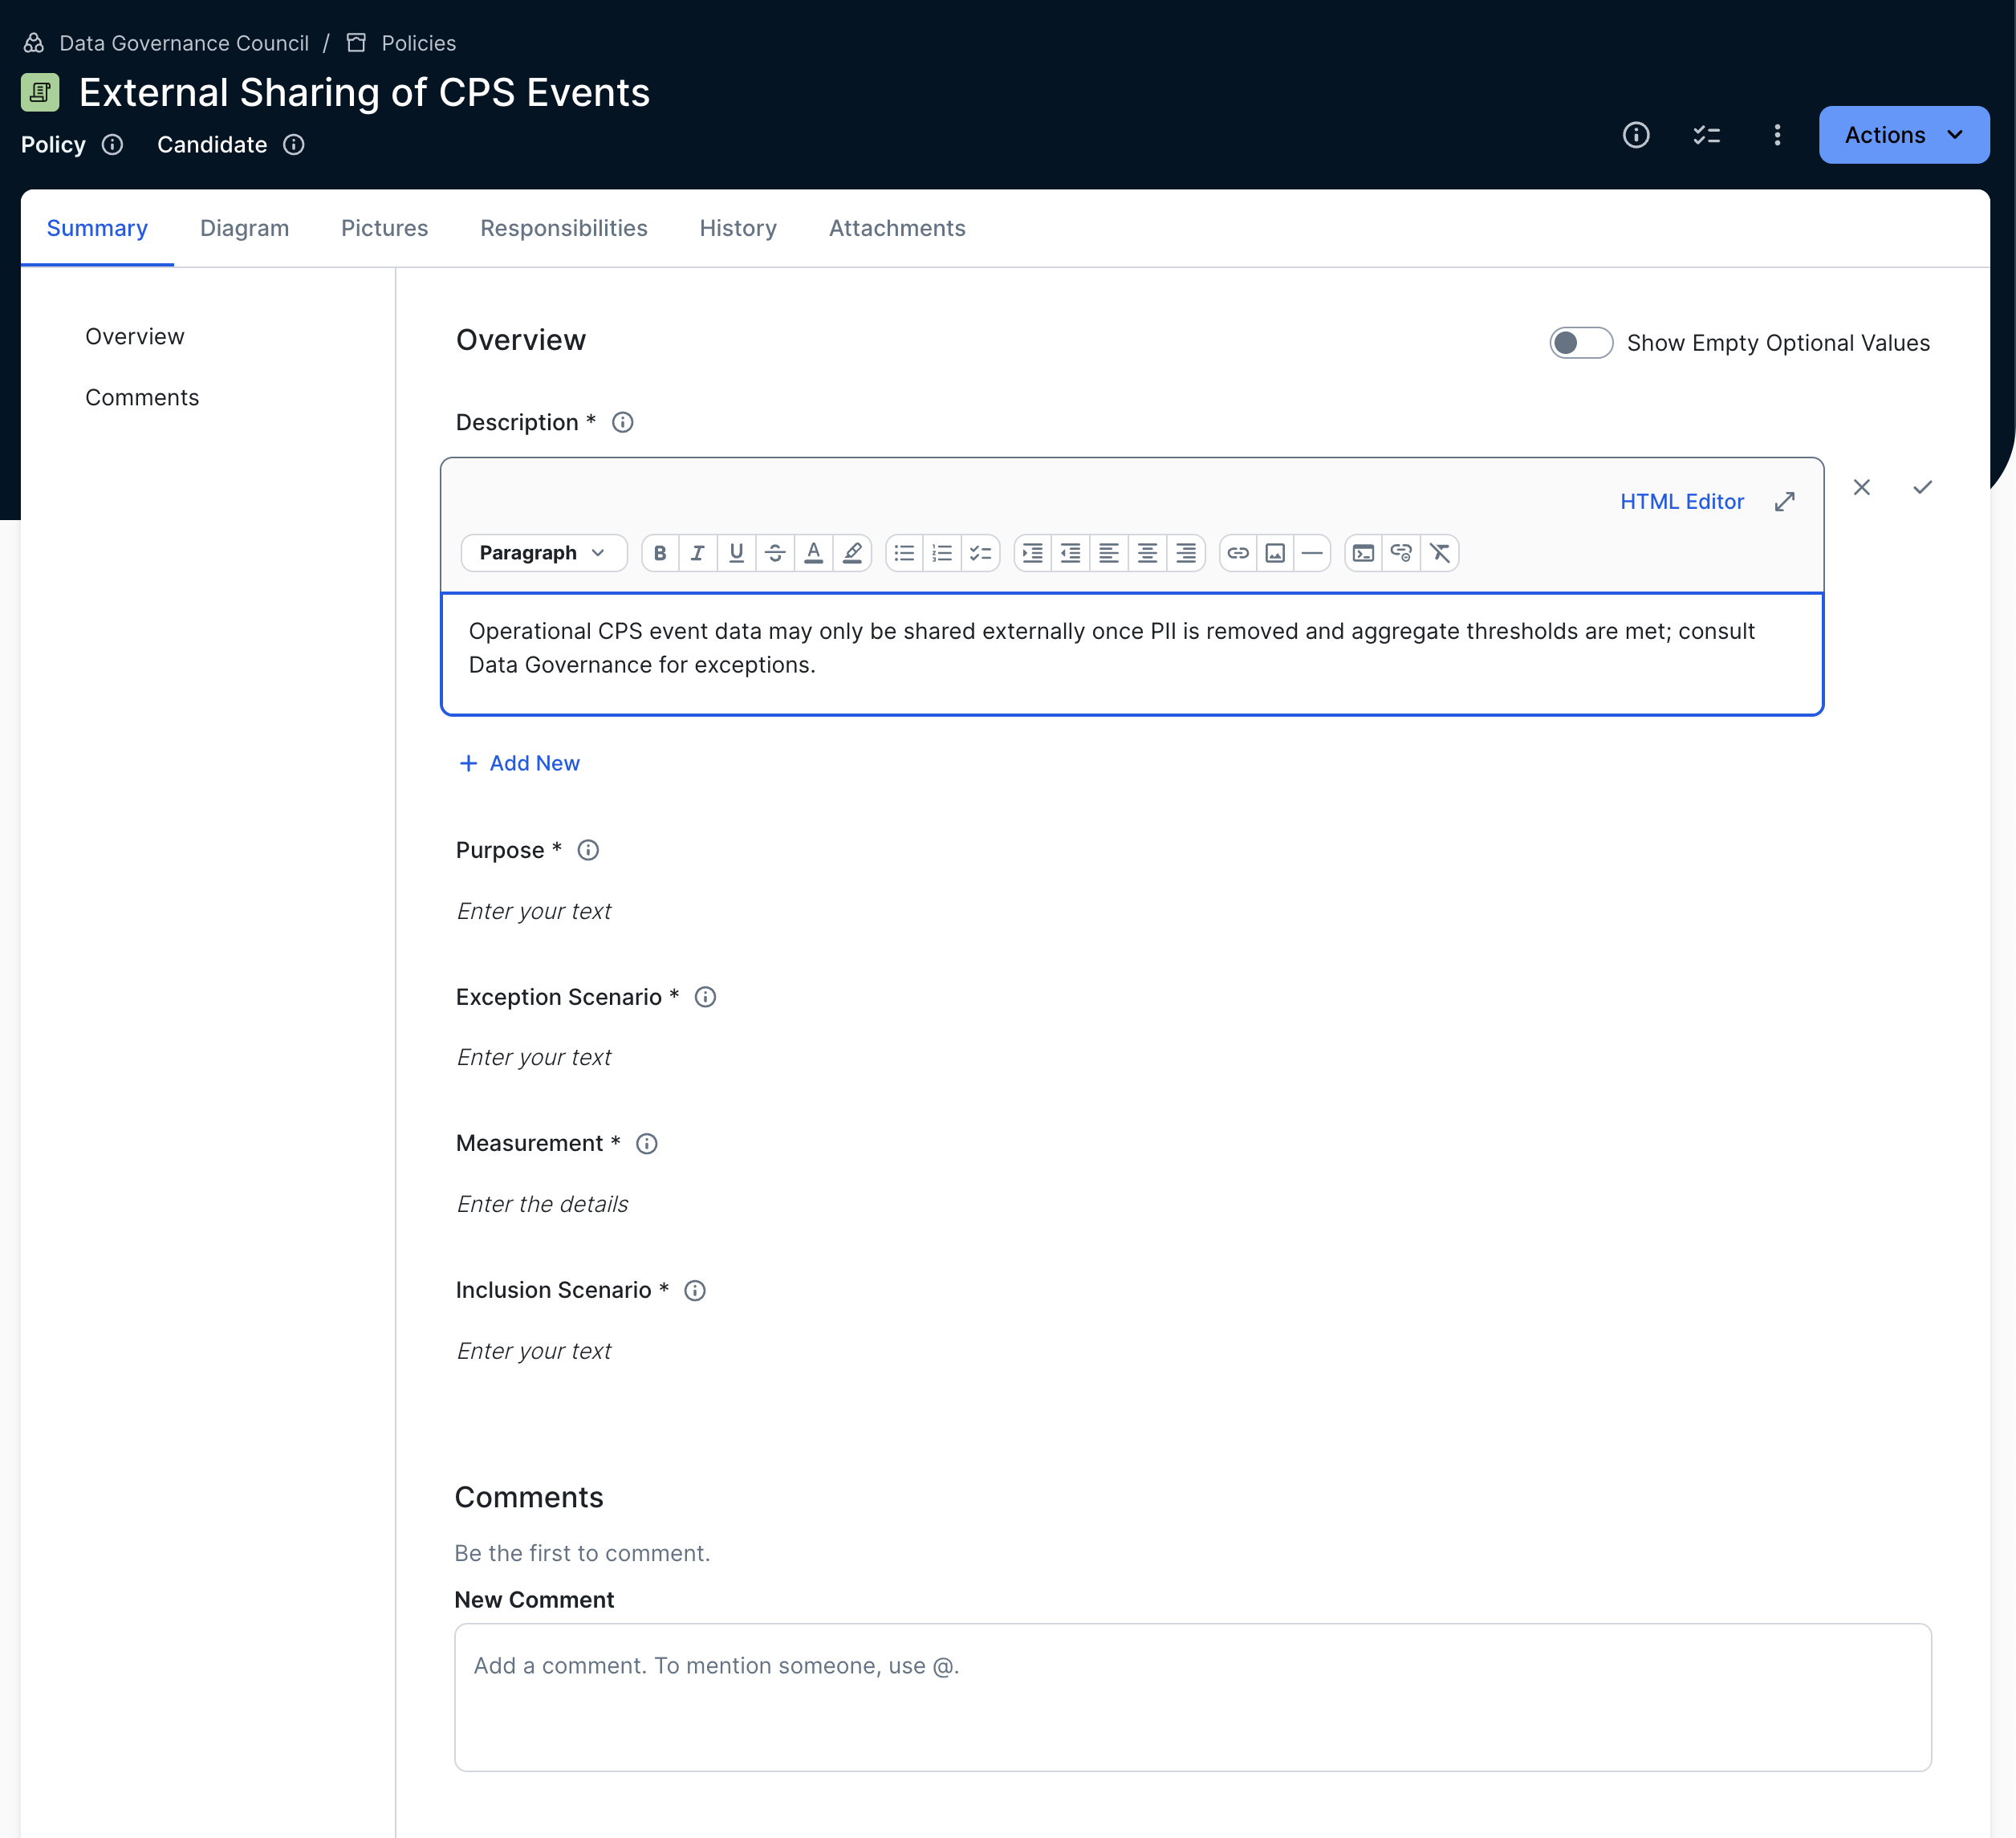 Data Governance Council / Policies
External Sharing of CPS Events
Policy Candidate
Actions
Summary Diagram Pictures Responsibilities History Attachments
Overview
Comments
Overview
Show Empty Optional Values
Description *
HTML Editor
Paragraph
Operational CPS event data may only be shared externally once PII is removed and aggregate thresholds are met; consult
Data Governance for exceptions.
+ Add New
Purpose *
Enter your text
Exception Scenario *
Enter your text
Measurement *
Enter the details
Inclusion Scenario *
Enter your text
Comments
Be the first to comment.
New Comment
Add a comment. To mention someone, use @.